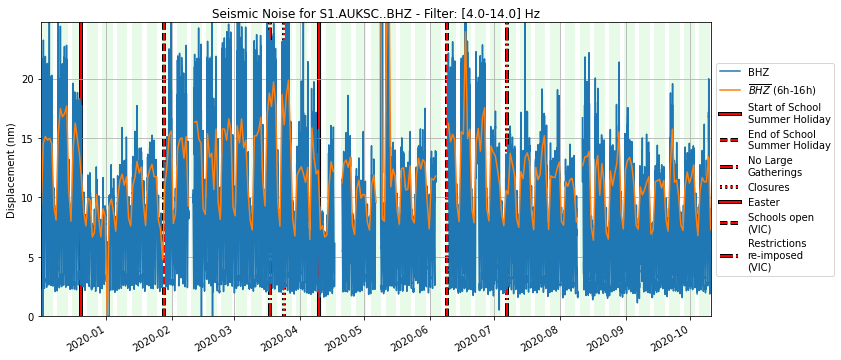 Seismic Noise for S1.AUKSC..BHZ - Filter: [4.0-14.0] Hz
Displacement (nm)
20
15
10
5
0
2020-01
2020-02
2020-03
2020-04
2020-05
2020-06
2020-07
2020-08
2020-09
2020-10
BHZ
BHZ (6h-16h)
Start of School
Summer Holiday
End of School
Summer Holiday
No Large
Gatherings
Closures
Easter
Schools open
(VIC)
Restrictions
re-imposed
(VIC)